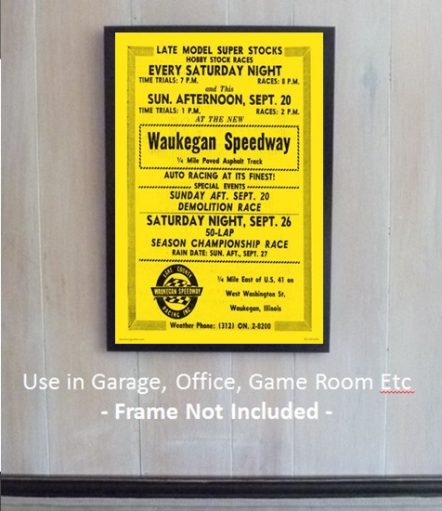 LATE MODEL SUPER STOCKS
HOBBY STOCK RACES
EVERY SATURDAY NIGHT
TIME TRIALS: 7 P.M. RACES: 8 P.M.
and This
SUN. AFTERNOON, SEPT. 20
TIME TRIALS: 1 P.M. RACES: 2 P.M.
AT THE NEW
Waukegan Speedway
¼ Mile Paved Asphalt Track
AUTO RACING AT ITS FINEST!
SPECIAL EVENTS
SUNDAY AFT. SEPT. 20
DEMOLITION RACE
SATURDAY NIGHT, SEPT. 26
50-LAP
SEASON CHAMPIONSHIP RACE
RAIN DATE: SUN. AFT., SEPT. 27
LAKE COUNTY
WAUKEGAN SPEEDWAY
RACING INC
¼ Mile East of U.S. 41 on
West Washington St.
Waukegan, Illinois
Weather Phone: (312) ON. 2-8200
Use in Garage, Office, Game Room Etc
- Frame Not Included -